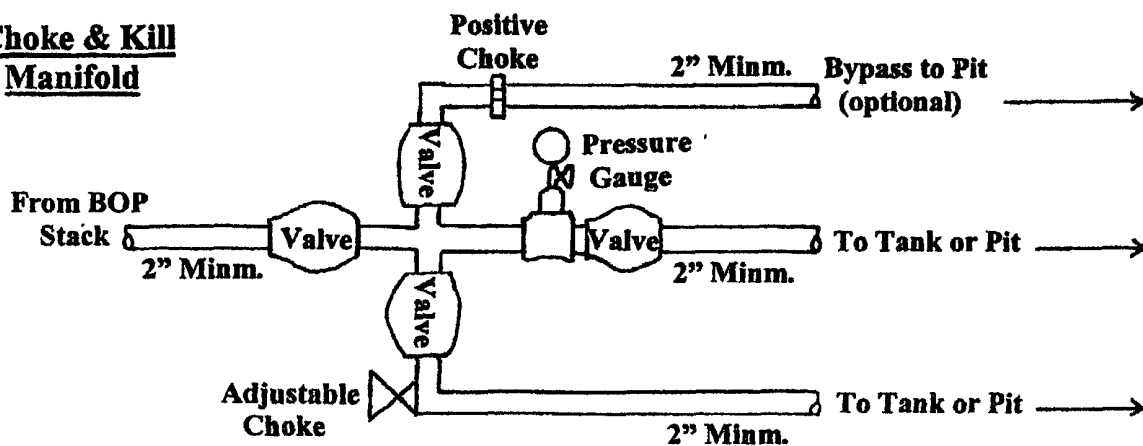 Choke & Kill
Manifold
Positive
Choke
2" Minm.
Bypass to Pit
(optional)
Valve
Pressure
Gauge
From BOP
Stack
Valve
2" Minm.
Valve
2" Minm.
To Tank or Pit
Valve
Adjustable
Choke
2" Minm.
To Tank or Pit